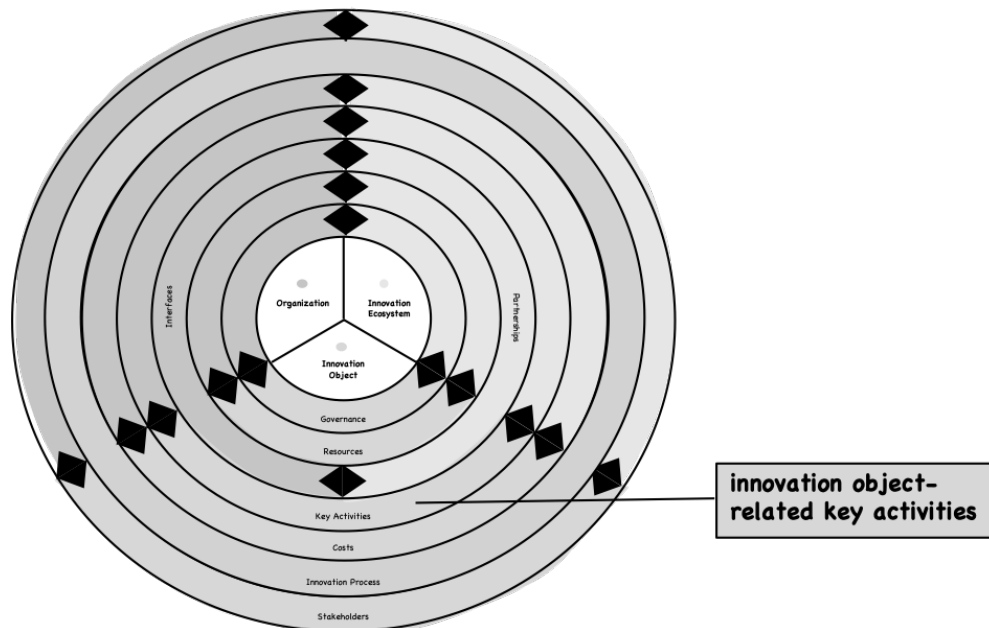 Interfaces
Partnerships
Organization
Innovation
Ecosystem
Innovation
Object
Governance
Resources
Key Activities
Costs
Innovation Process
Stakeholders
innovation object-
related key activities